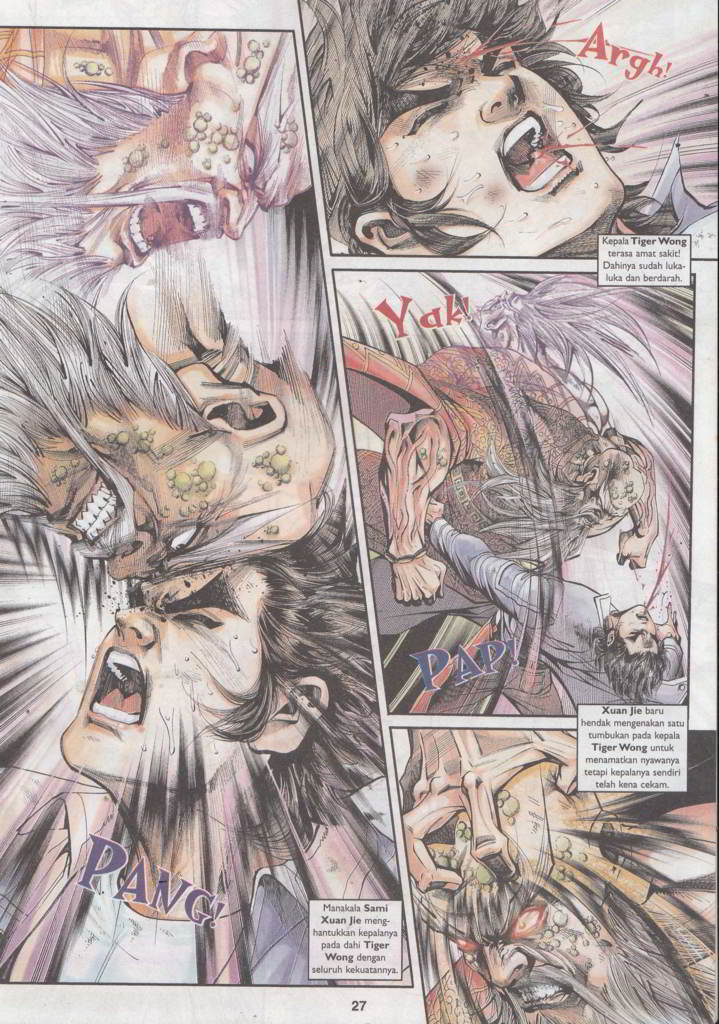 PANG!
Manakala Sami
Xuan Jie meng-
hantukkan kepalanya
pada dahi Tiger
Wong dengan
seluruh kekuatannya.
Argh!
Kepala Tiger Wong
terasa amat sakit!
Dahinya sudah luka-
luka dan berdarah.
Yak!
PAP!
Xuan Jie baru
hendak mengenakan satu
tumbukan pada kepala
Tiger Wong untuk
menamatkan nyawanya
tetapi kepalanya sendiri
telah kena cekam.
27